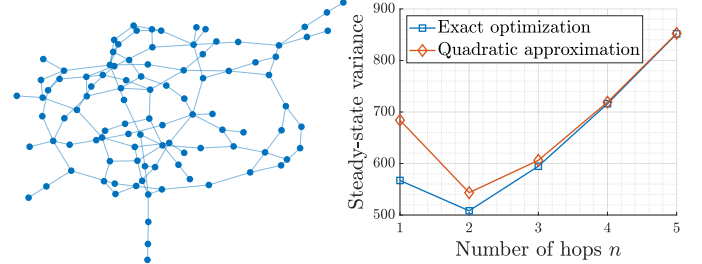 900
800
700
600
500
Steady-state variance
Exact optimization
Quadratic approximation
1 2 3 4 5
Number of hops n